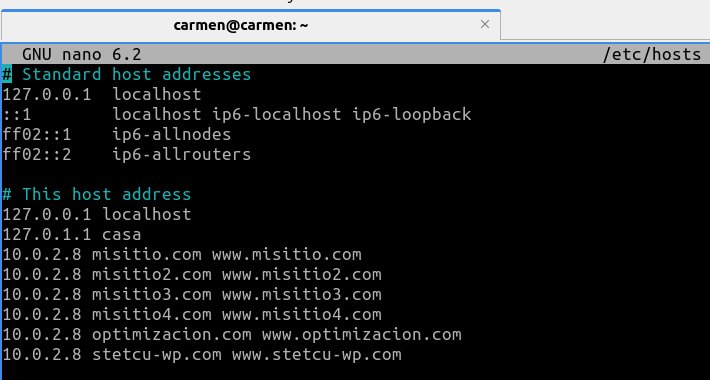 carmen@carmen: ~ ×
GNU nano 6.2 /etc/hosts
# Standard host addresses
127.0.0.1 localhost
::1 localhost ip6-localhost ip6-loopback
ff02::1 ip6-allnodes
ff02::2 ip6-allrouters
# This host address
127.0.0.1 localhost
127.0.1.1 casa
10.0.2.8 misitio.com www.misitio.com
10.0.2.8 misitio2.com www.misitio2.com
10.0.2.8 misitio3.com www.misitio3.com
10.0.2.8 misitio4.com www.misitio4.com
10.0.2.8 optimizacion.com www.optimizacion.com
10.0.2.8 stetcu-wp.com www.stetcu-wp.com